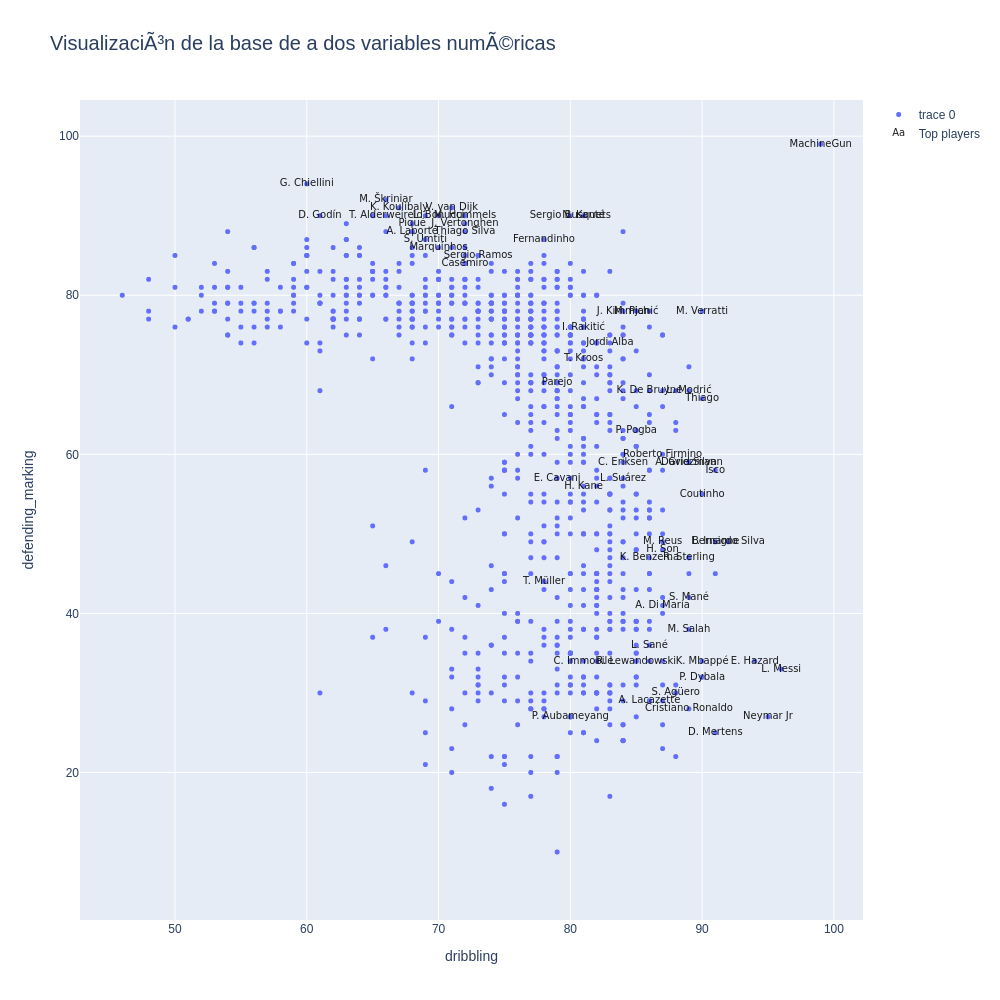 VisualizaciÃ³n de la base de a dos variables numÃ©ricas
trace 0
Aa Top players
100
80
60
40
20
defending_marking
MachineGun
G. Chiellini
M. Škriniar
K. Koulibaly
V. van Dijk
D. Godín
T. Alderweireld
L. Bonucci
M. Hummels
Sergio Busquets
N. Kanté
Piqué
J. Vertonghen
A. Laporte
Thiago Silva
S. Umtiti
Fernandinho
Marquinhos
Sergio Ramos
Casemiro
J. Kimmich
M. Pjanić
M. Verratti
I. Rakitić
Jordi Alba
T. Kroos
Parejo
K. De Bruyne
L. Modrić
Thiago
P. Pogba
Roberto Firmino
C. Eriksen
A. Griezmann
David Silva
Isco
E. Cavani
L. Suárez
H. Kane
Coutinho
M. Reus
L. Insigne
Bernardo Silva
H. Son
K. Benzema
R. Sterling
T. Müller
S. Mané
A. Di María
M. Salah
L. Sané
C. Immobile
R. Lewandowski
K. Mbappé
E. Hazard
L. Messi
P. Dybala
S. Agüero
A. Lacazette
Cristiano Ronaldo
P. Aubameyang
Neymar Jr
D. Mertens
50
60
70
80
90
100
dribbling